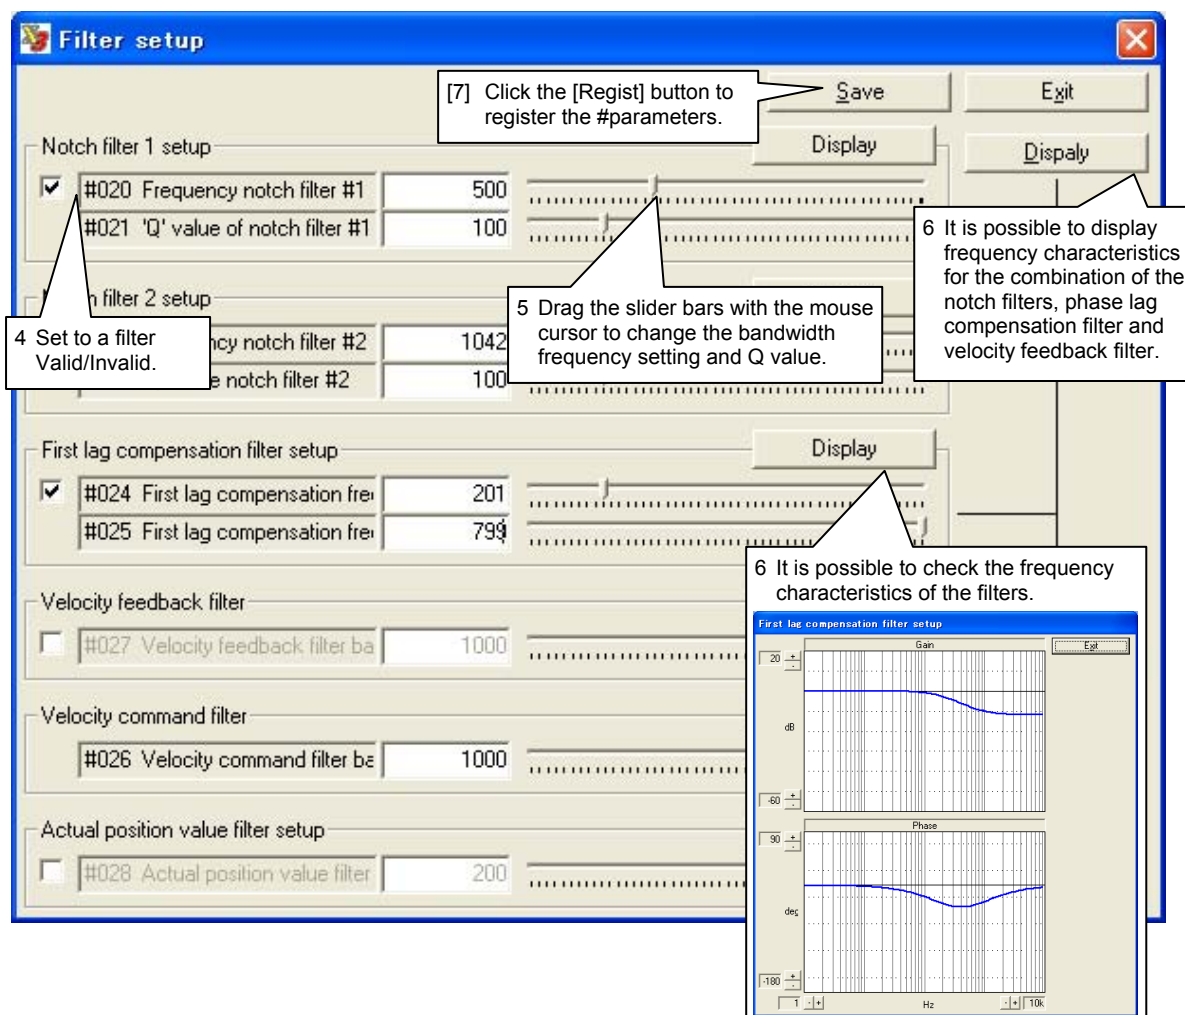 Filter setup
[7] Click the [Regist] button to
register the #parameters.
Save
Exit
Notch filter 1 setup
Display
Dispaly
#020 Frequency notch filter #1
500
#021 'Q' value of notch filter #1
100
6 It is possible to display
frequency characteristics
for the combination of the
notch filters, phase lag
compensation filter and
velocity feedback filter.
filter 2 setup
5 Drag the slider bars with the mouse
cursor to change the bandwidth
frequency setting and Q value.
4 Set to a filter
Valid/Invalid.
notch filter #2
1042
notch filter #2
100
First lag compensation filter setup
Display
#024 First lag compensation
201
#025 First lag compensation
799
6 It is possible to check the frequency
characteristics of the filters.
Velocity feedback filter
#027 Velocity feedback filter ba
1000
Velocity command filter
#026 Velocity command filter ba
1000
Actual position value filter setup
#028 Actual position value filter
200
First lag compensation filter setup
Gain
Exit
20 + -
dB
-60 + -
Phase
90 + -
deg
-180 + -
1 - +
Hz
- + 10k